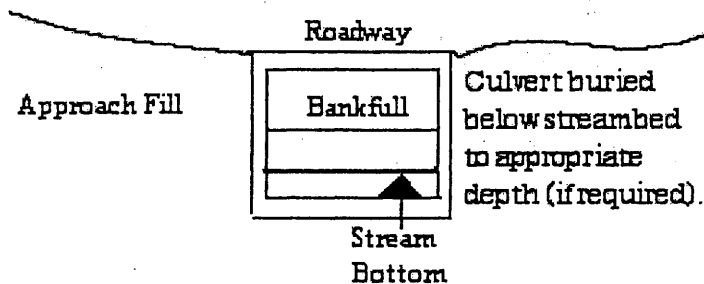 Roadway
Approach Fill
Bankfull
Culvert buried
below streambed
to appropriate
depth (if required).
Stream
Bottom